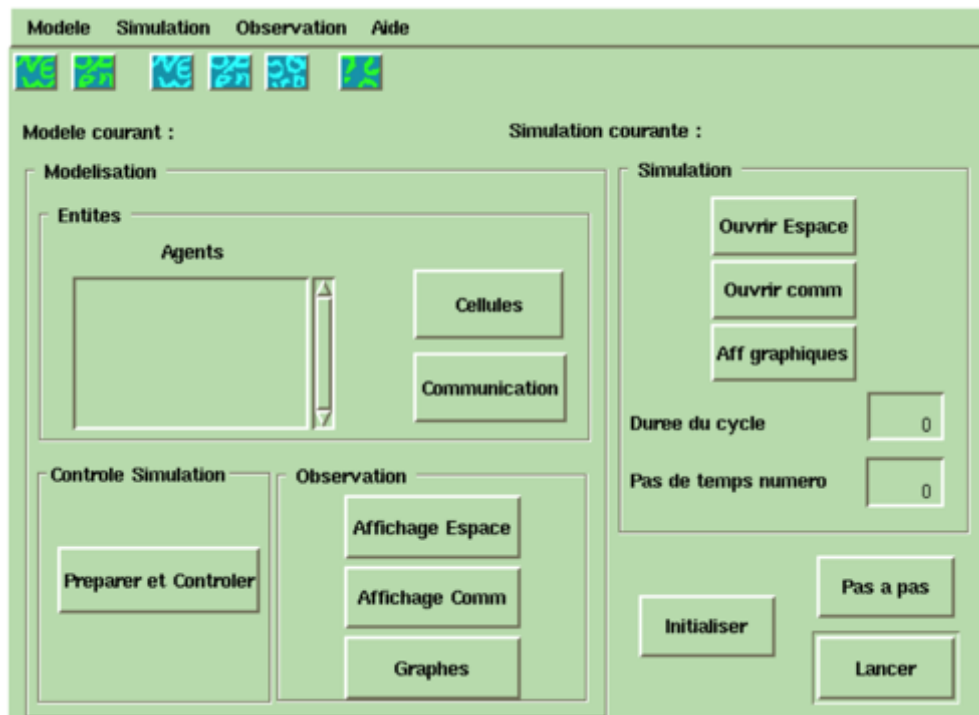 Modele Simulation Observation Aide
Modele courant :
Simulation courante :
Modelisation
Entites
Agents
Cellules
Communication
Controle Simulation
Preparer et Controler
Observation
Affichage Espace
Affichage Comm
Graphes
Simulation
Ouvrir Espace
Ouvrir comm
Aff graphiques
Duree du cycle 0
Pas de temps numero 0
Initialiser
Pas a pas
Lancer